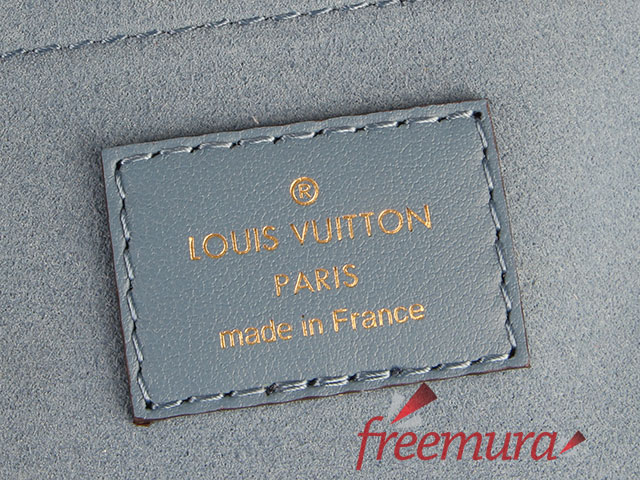 ®
LOUIS VUITTON
PARIS
made in France
freemura